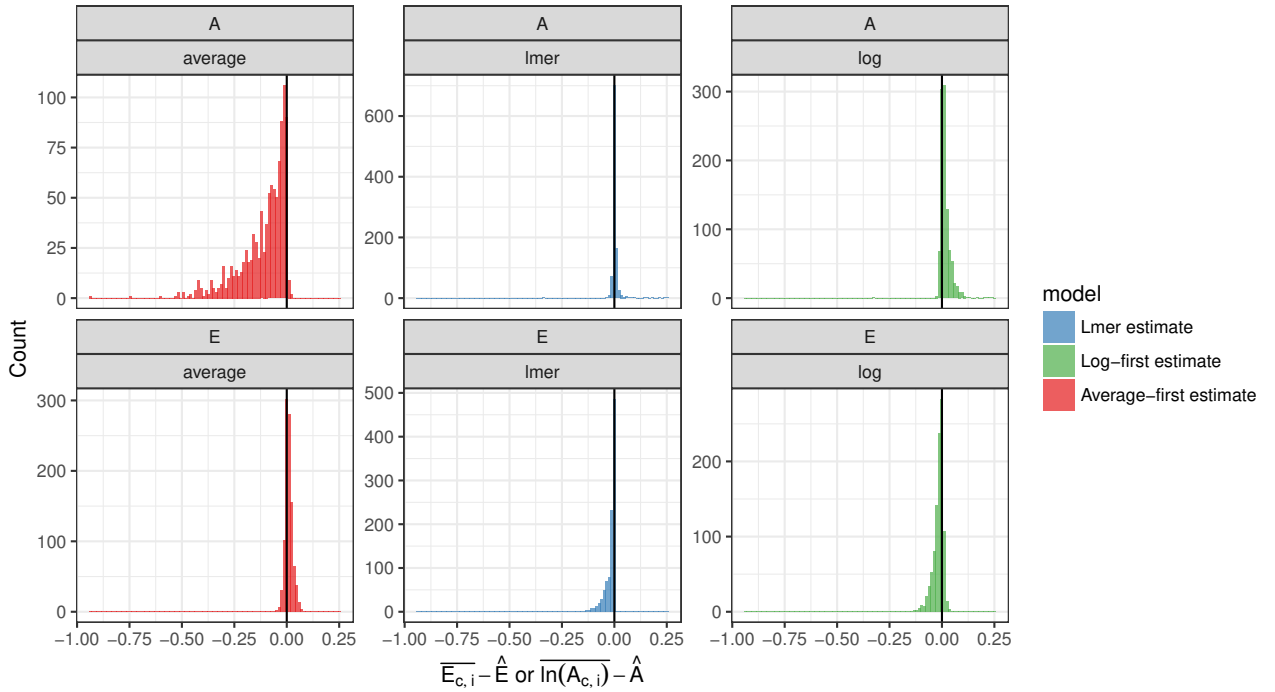 A
average
A
lmer
A
log
100
75
50
25
0
600
400
200
0
300
200
100
0
E
average
E
lmer
E
log
300
200
100
0
500
400
300
200
100
0
200
100
0
−1.00 −0.75 −0.50 −0.25 0.00 0.25
−1.00 −0.75 −0.50 −0.25 0.00 0.25
−1.00 −0.75 −0.50 −0.25 0.00 0.25
Count
$\overline{E_{c, i}} - \hat{E}$ or $\overline{\ln(A_{c, i})} - \hat{A}$
model
Lmer estimate
Log−first estimate
Average−first estimate